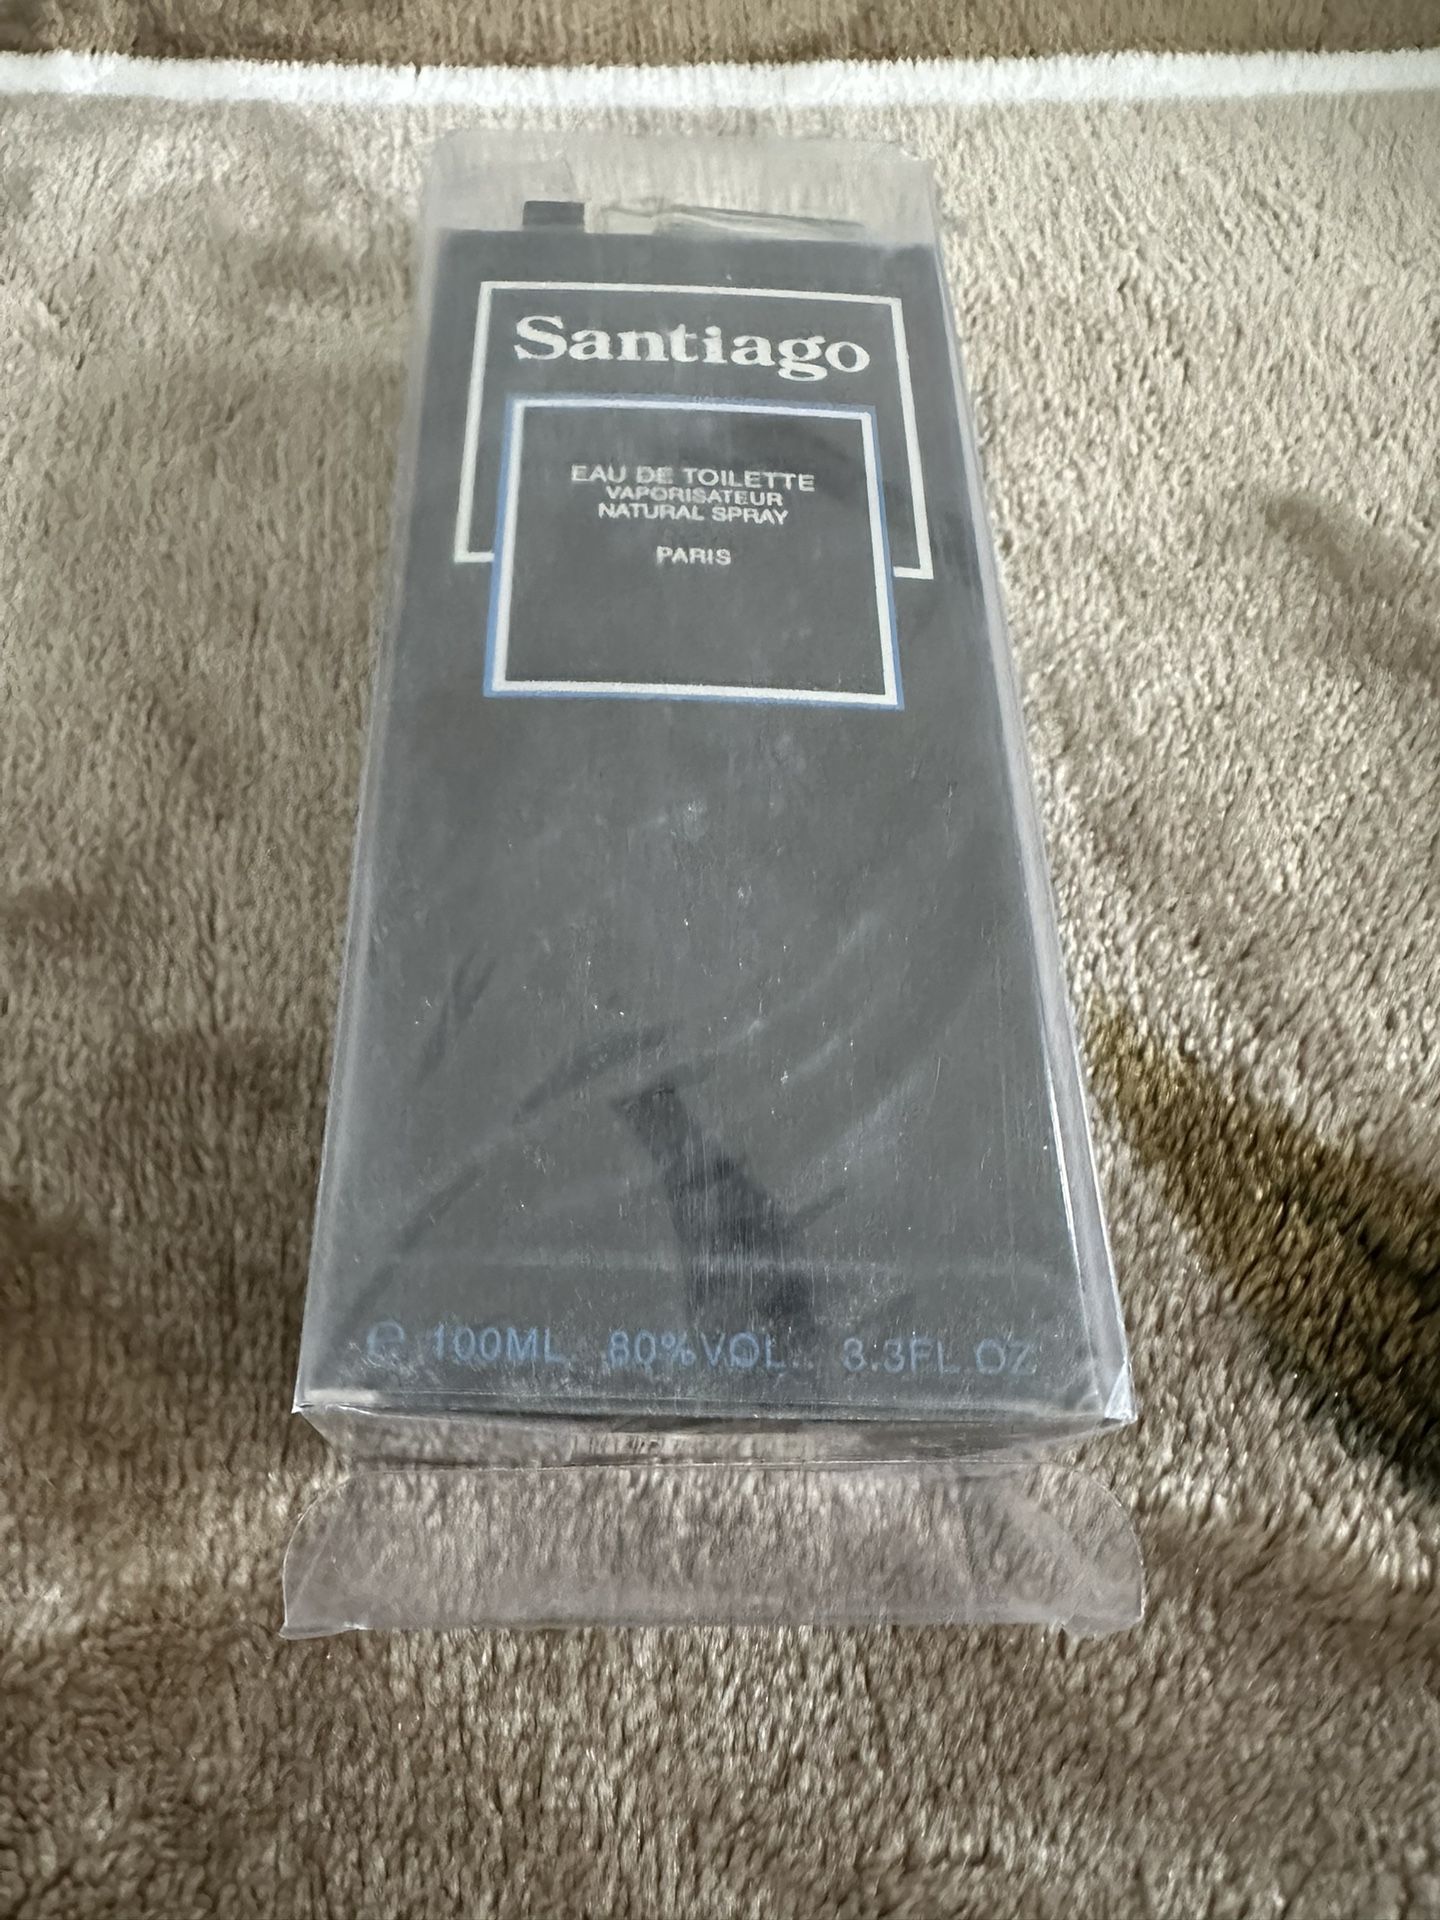 Santiago
EAU DE TOILETTE
VAPORISATEUR
NATURAL SPRAY
PARIS
℮ 100ML 80%VOL. 3.3FL.OZ